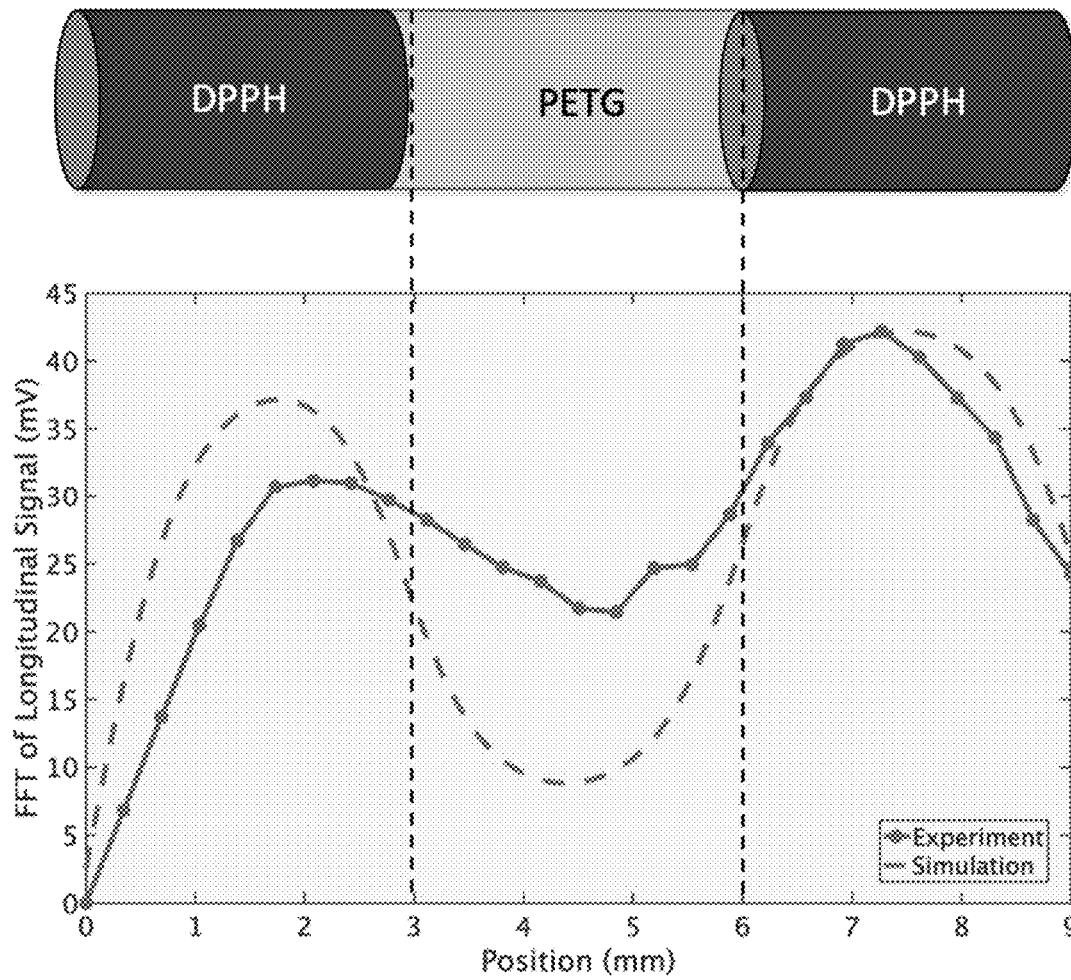 DPPH PETG DPPH
FFT of Longitudinal Signal (mV)
45
40
35
30
25
20
15
10
5
0
0 1 2 3 4 5 6 7 8 9
Position (mm)
Experiment
Simulation